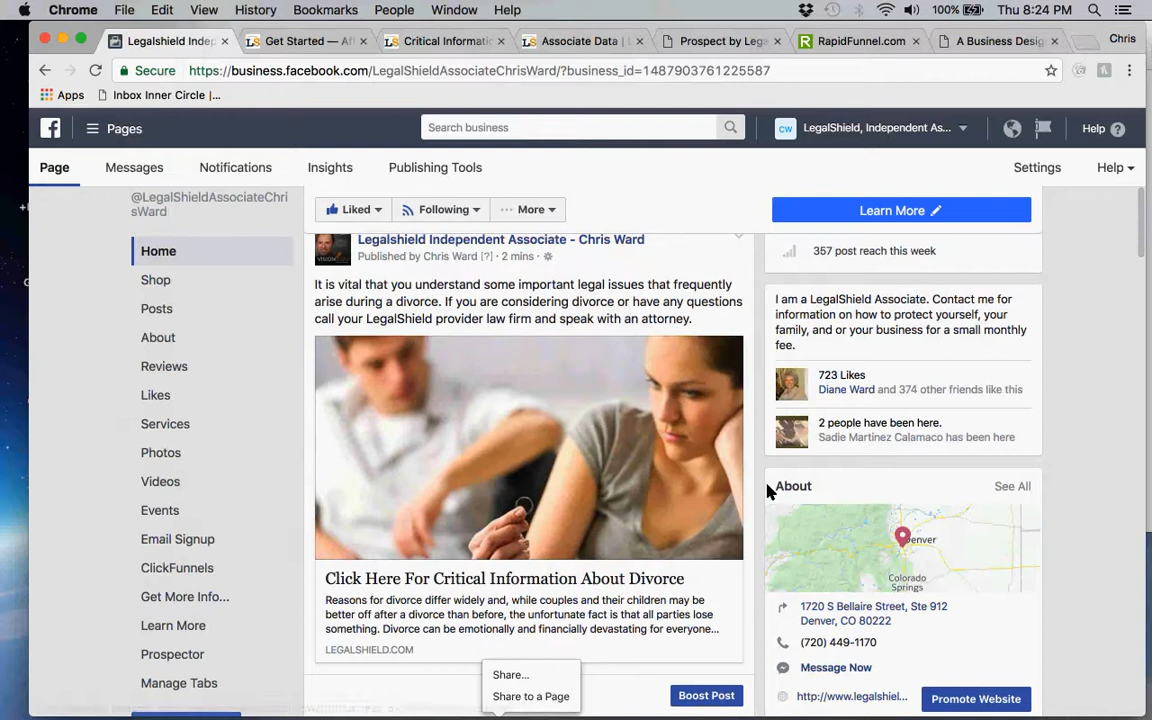 Chrome File Edit View History Bookmarks People Window Help 100% Thu 8:24 PM
Legalshield Inde Get Started — Af Critical Informati Associate Data | L Prospect by Lega RapidFunnel.com A Business Desig Chris
Secure https://business.facebook.com/LegalShieldAssociateChrisWard/?business_id=1487903761225587
Apps Inbox Inner Circle |...
Pages Search business CW LegalShield, Independent As... Help
Page Messages Notifications Insights Publishing Tools Settings Help
@LegalShieldAssociateChri
sWard
Home
Shop
Posts
About
Reviews
Likes
Services
Photos
Videos
Events
Email Signup
ClickFunnels
Get More Info...
Learn More
Prospector
Manage Tabs
Liked Following More
Legalshield Independent Associate - Chris Ward
Published by Chris Ward [?] · 2 mins ·
It is vital that you understand some important legal issues that frequently
arise during a divorce. If you are considering divorce or have any questions
call your LegalShield provider law firm and speak with an attorney.
Click Here For Critical Information About Divorce
Reasons for divorce differ widely and, while couples and their children may be
better off after a divorce than before, the unfortunate fact is that all parties lose
something. Divorce can be emotionally and financially devastating for everyone...
LEGALSHIELD.COM
Share...
Share to a Page
Boost Post
Learn More
357 post reach this week
I am a LegalShield Associate. Contact me for
information on how to protect yourself, your
family, and or your business for a small monthly
fee.
723 Likes
Diane Ward and 374 other friends like this
2 people have been here.
Sadie Martinez Calamaco has been here
About See All
Denver
Colorado
Springs
1720 S Bellaire Street, Ste 912
Denver, CO 80222
(720) 449-1170
Message Now
http://www.legalshiel...
Promote Website